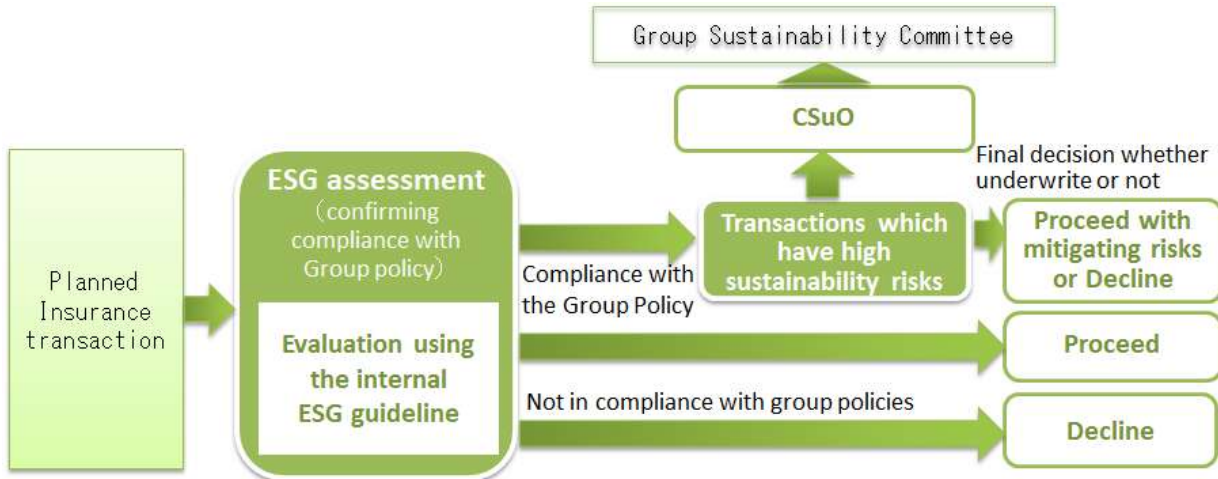 Group Sustainability Committee
CSuO
Planned
Insurance
transaction
ESG assessment
（confirming
compliance with
Group policy）
Evaluation using
the internal
ESG guideline
Compliance with
the Group Policy
Transactions which
have high
sustainability risks
Final decision whether
underwrite or not
Proceed with
mitigating risks
or Decline
Proceed
Not in compliance with group policies
Decline